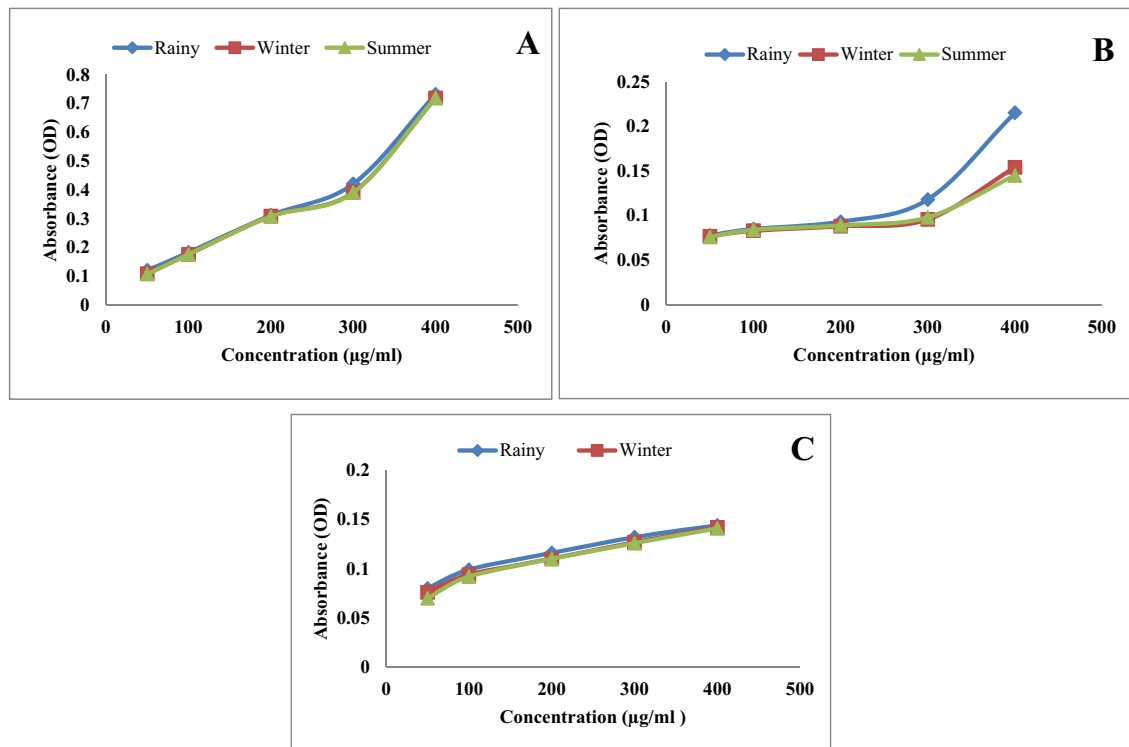 A
Rainy Winter Summer
0.8
0.7
0.6
0.5
0.4
0.3
0.2
0.1
0
Absorbance (OD)
0 100 200 300 400 500
Concentration (µg/ml)
B
Rainy Winter Summer
0.25
0.2
0.15
0.1
0.05
0
Absorbance (OD)
0 100 200 300 400 500
Concentration (µg/ml)
C
Rainy Winter
0.2
0.15
0.1
0.05
0
Absorbance (OD)
0 100 200 300 400 500
Concentration (µg/ml )